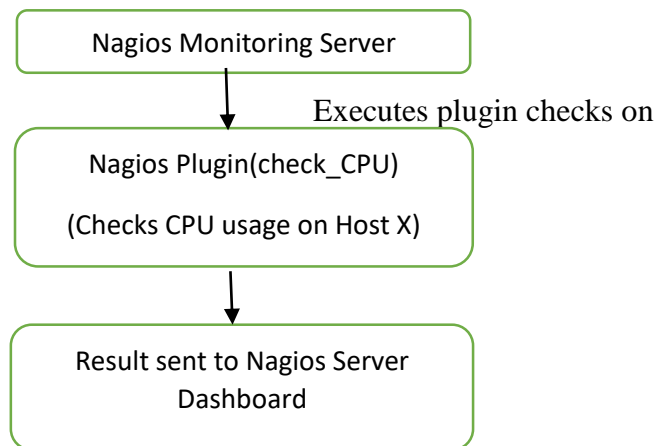 Nagios Monitoring Server
Executes plugin checks on
Nagios Plugin(check_CPU)
(Checks CPU usage on Host X)
Result sent to Nagios Server
Dashboard